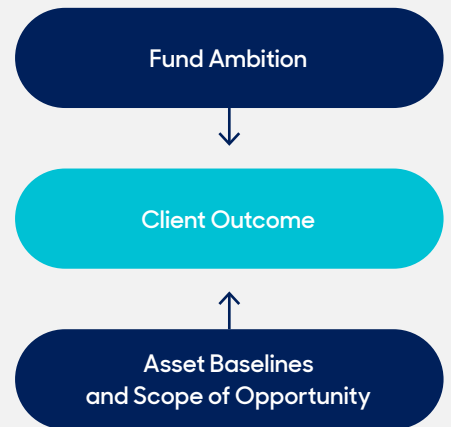 Fund Ambition
Client Outcome
Asset Baselines
and Scope of Opportunity